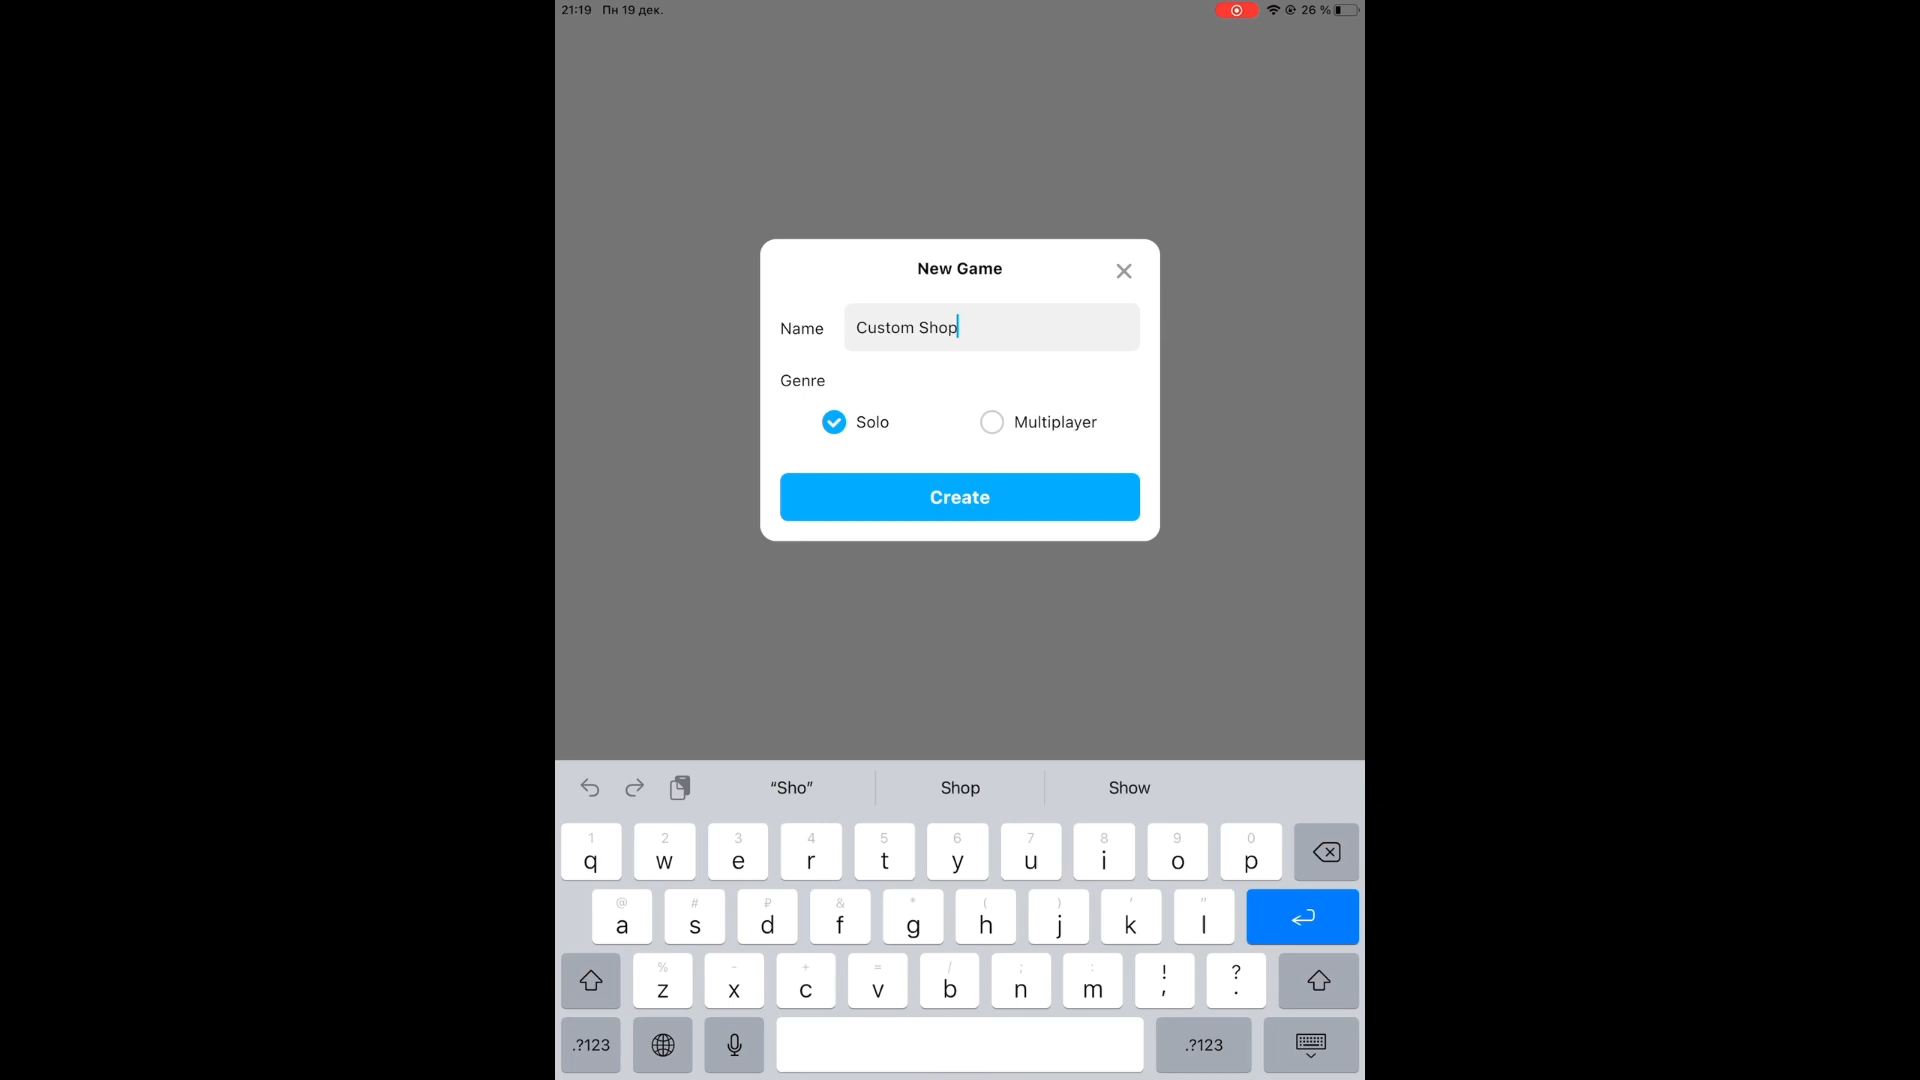 21:19 Пн 19 дек.
26 %
New Game
Name Custom Shop
Genre
Solo Multiplayer
Create
“Sho” Shop Show
1 2 3 4 5 6 7 8 9 0
q w e r t y u i o p
@ # ₽ & * ( ) ' "
a s d f g h j k l
% - + = / ; : ! ?
z x c v b n m , .
.?123 .?123